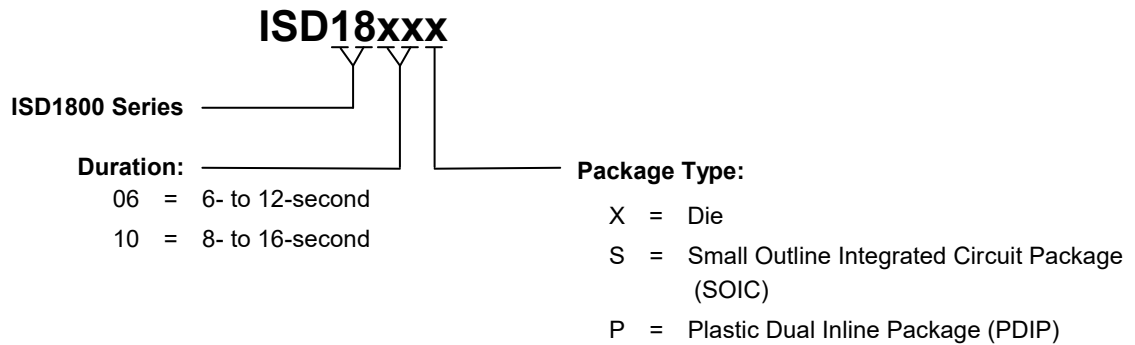 ISD18xxx
ISD1800 Series
Duration:
06 = 6- to 12-second
10 = 8- to 16-second
Package Type:
X = Die
S = Small Outline Integrated Circuit Package
(SOIC)
P = Plastic Dual Inline Package (PDIP)